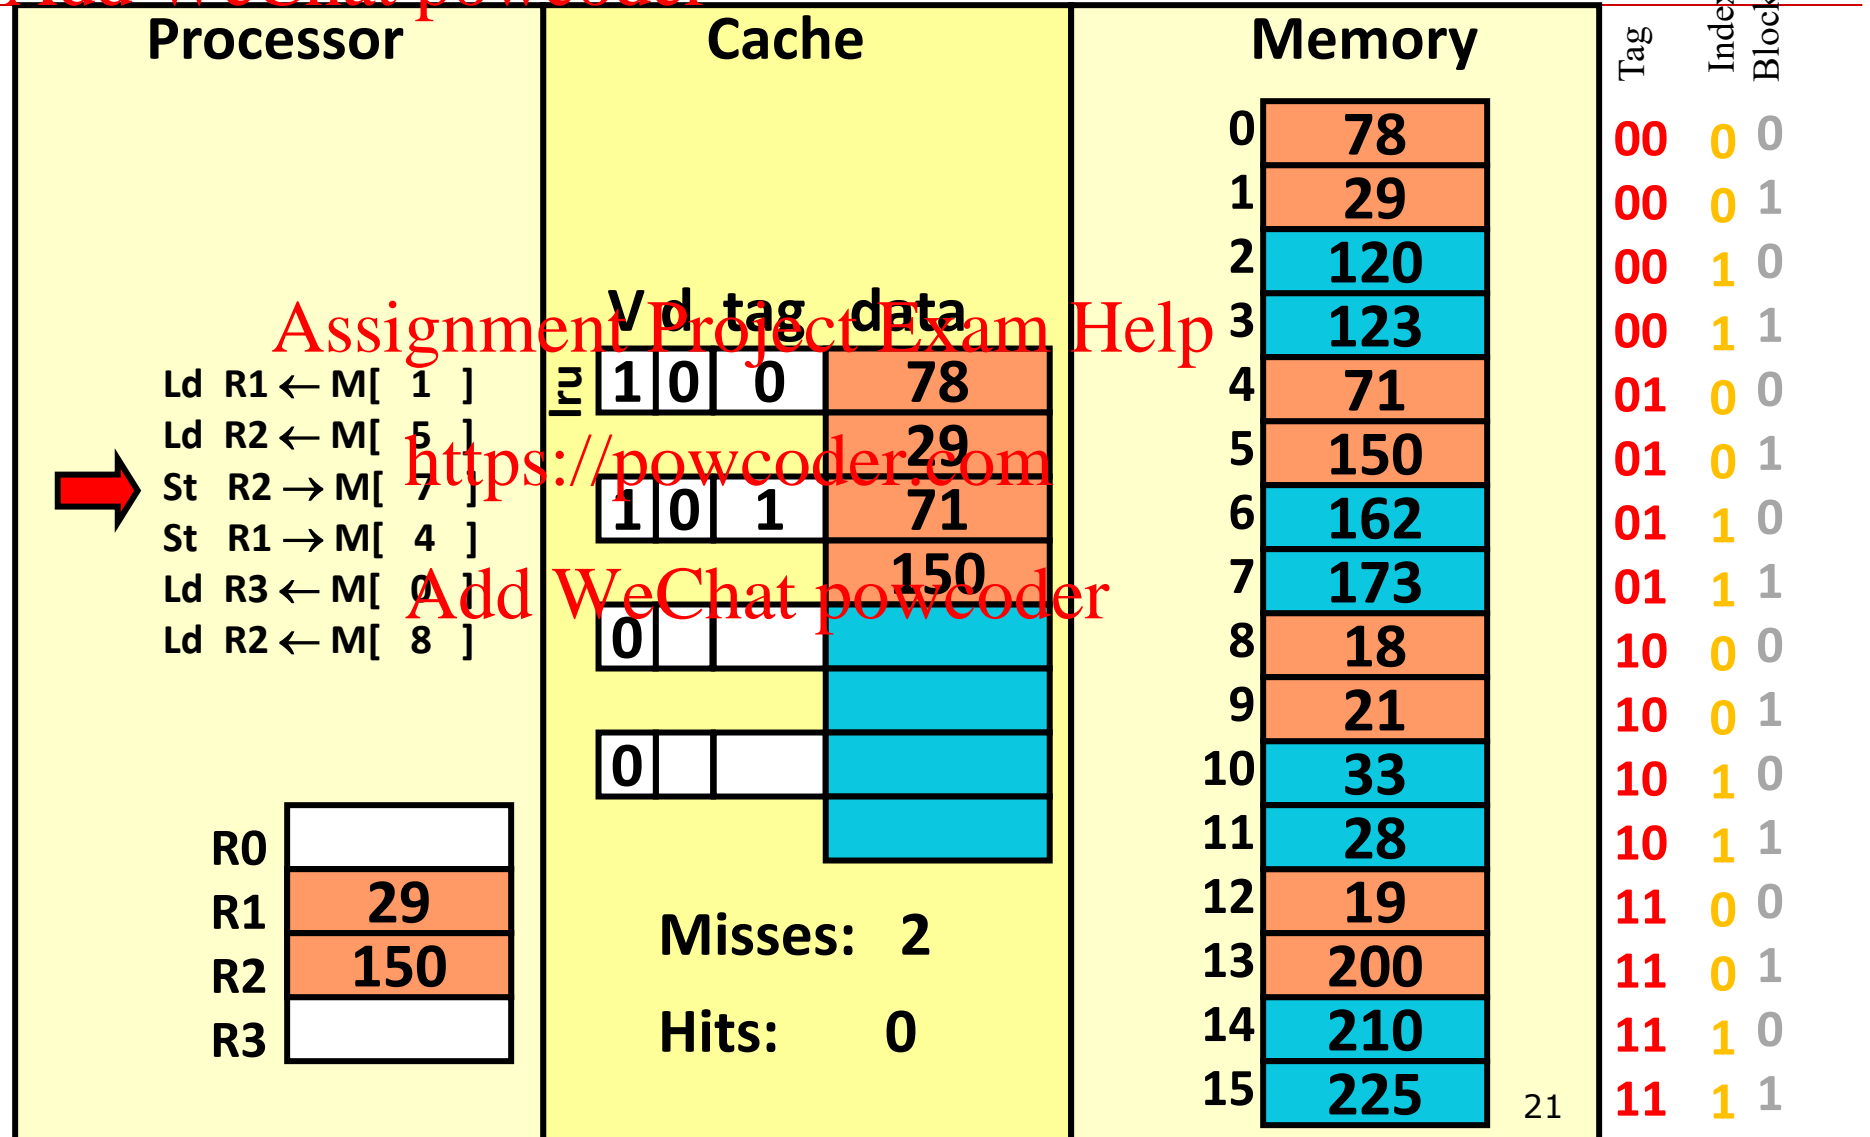 Add WeChat powcoder
Processor
Cache
Memory
Tag
Index
Block
0 78 00 0 0
1 29 00 0 1
2 120 00 1 0
3 123 00 1 1
4 71 01 0 0
5 150 01 0 1
6 162 01 1 0
7 173 01 1 1
8 18 10 0 0
9 21 10 0 1
10 33 10 1 0
11 28 10 1 1
12 19 11 0 0
13 200 11 0 1
14 210 11 1 0
15 225 11 1 1
V d tag data
Assignment Project Exam Help
lru 1 0 0 78
29
1 0 1 71
150
0
0
Ld R1 ← M[ 1 ]
Ld R2 ← M[ 5 ]
St R2 → M[ 7 ]
St R1 → M[ 4 ]
Ld R3 ← M[ 0 ]
Ld R2 ← M[ 8 ]
https://powcoder.com
Add WeChat powcoder
R0
R1 29
R2 150
R3
Misses: 2
Hits: 0
21